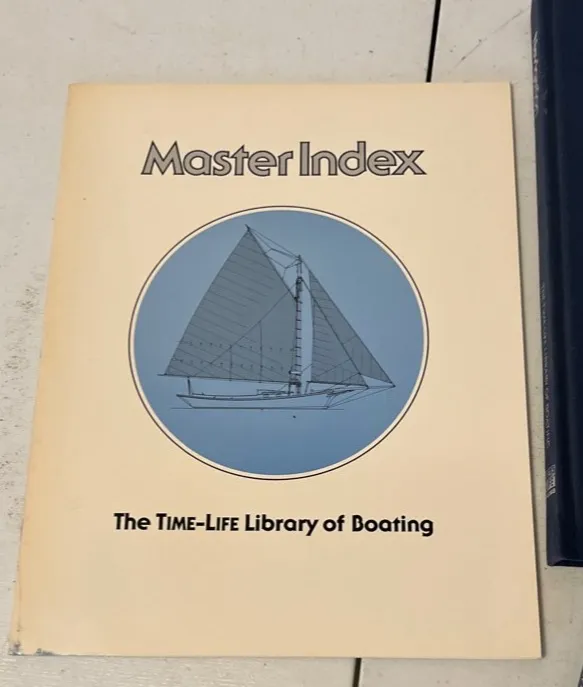 Master Index
The TIME-LIFE Library of Boating